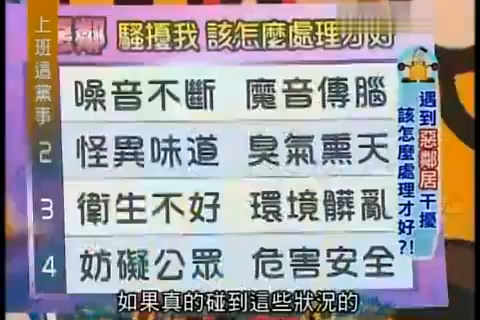 上班這黨事
鄰 騷擾我 該怎麼處理才好
噪音不斷 魔音傳腦
2 怪異味道 臭氣熏天
3 衛生不好 環境髒亂
4 妨礙公眾 危害安全
遇到惡鄰居干擾
該怎麼處理才好?!
如果真的碰到這些狀況的